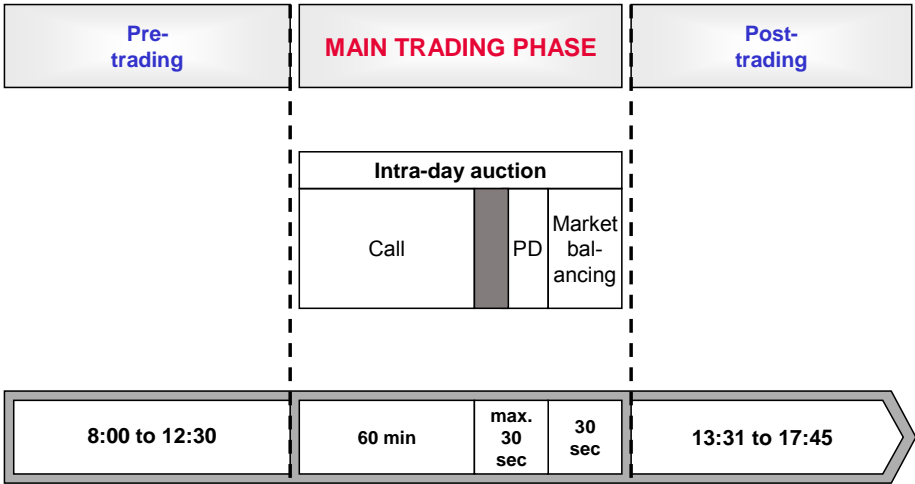 Pre-
trading
MAIN TRADING PHASE
Post-
trading
Intra-day auction
Call
PD
Market
bal-
ancing
8:00 to 12:30
60 min
max.
30
sec
30
sec
13:31 to 17:45